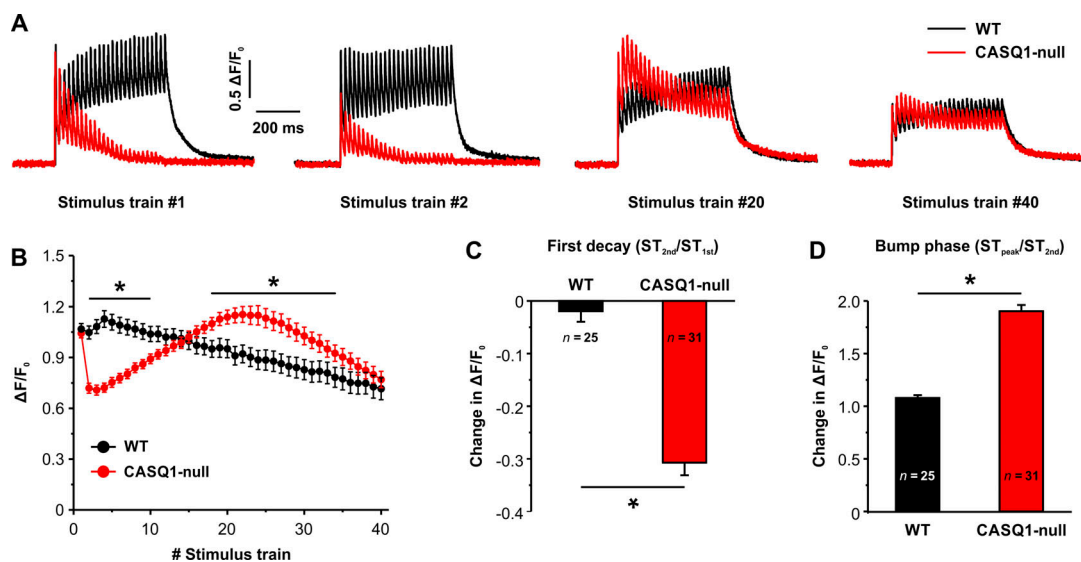 A
WT
CASQ1-null
0.5 ΔF/F₀
200 ms
Stimulus train #1
Stimulus train #2
Stimulus train #20
Stimulus train #40
B
1.5
1.2
0.9
0.6
0.3
0
ΔF/F₀
*
*
WT
CASQ1-null
0
10
20
30
40
# Stimulus train
C
First decay (ST₂ₙd/ST₁ₛₜ)
WT
CASQ1-null
0
-0.1
-0.2
-0.3
-0.4
Change in ΔF/F₀
n = 25
n = 31
*
D
Bump phase (STₚₑₐₖ/ST₂ₙd)
*
2.0
1.5
1.0
0.5
0
Change in ΔF/F₀
n = 25
n = 31
WT
CASQ1-null